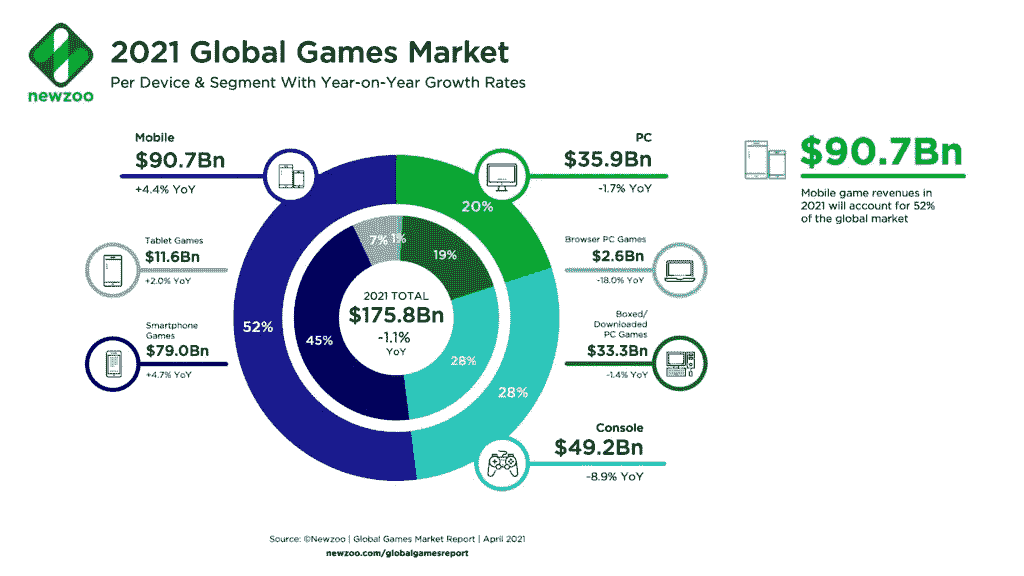 2021 Global Games Market
Per Device & Segment With Year-on-Year Growth Rates
newzoo
Mobile
$90.7Bn
+4.4% YoY
Tablet Games
$11.6Bn
+2.0% YoY
Smartphone
Games
$79.0Bn
+4.7% YoY
52%
45%
7%
1%
19%
20%
28%
28%
2021 TOTAL
$175.8Bn
-1.1%
YoY
PC
$35.9Bn
-1.7% YoY
Browser PC Games
$2.6Bn
-18.0% YoY
Boxed/
Downloaded
PC Games
$33.3Bn
-1.4% YoY
Console
$49.2Bn
-8.9% YoY
$90.7Bn
Mobile game revenues in
2021 will account for 52%
of the global market
Source: ©Newzoo | Global Games Market Report | April 2021
newzoo.com/globalgamesreport